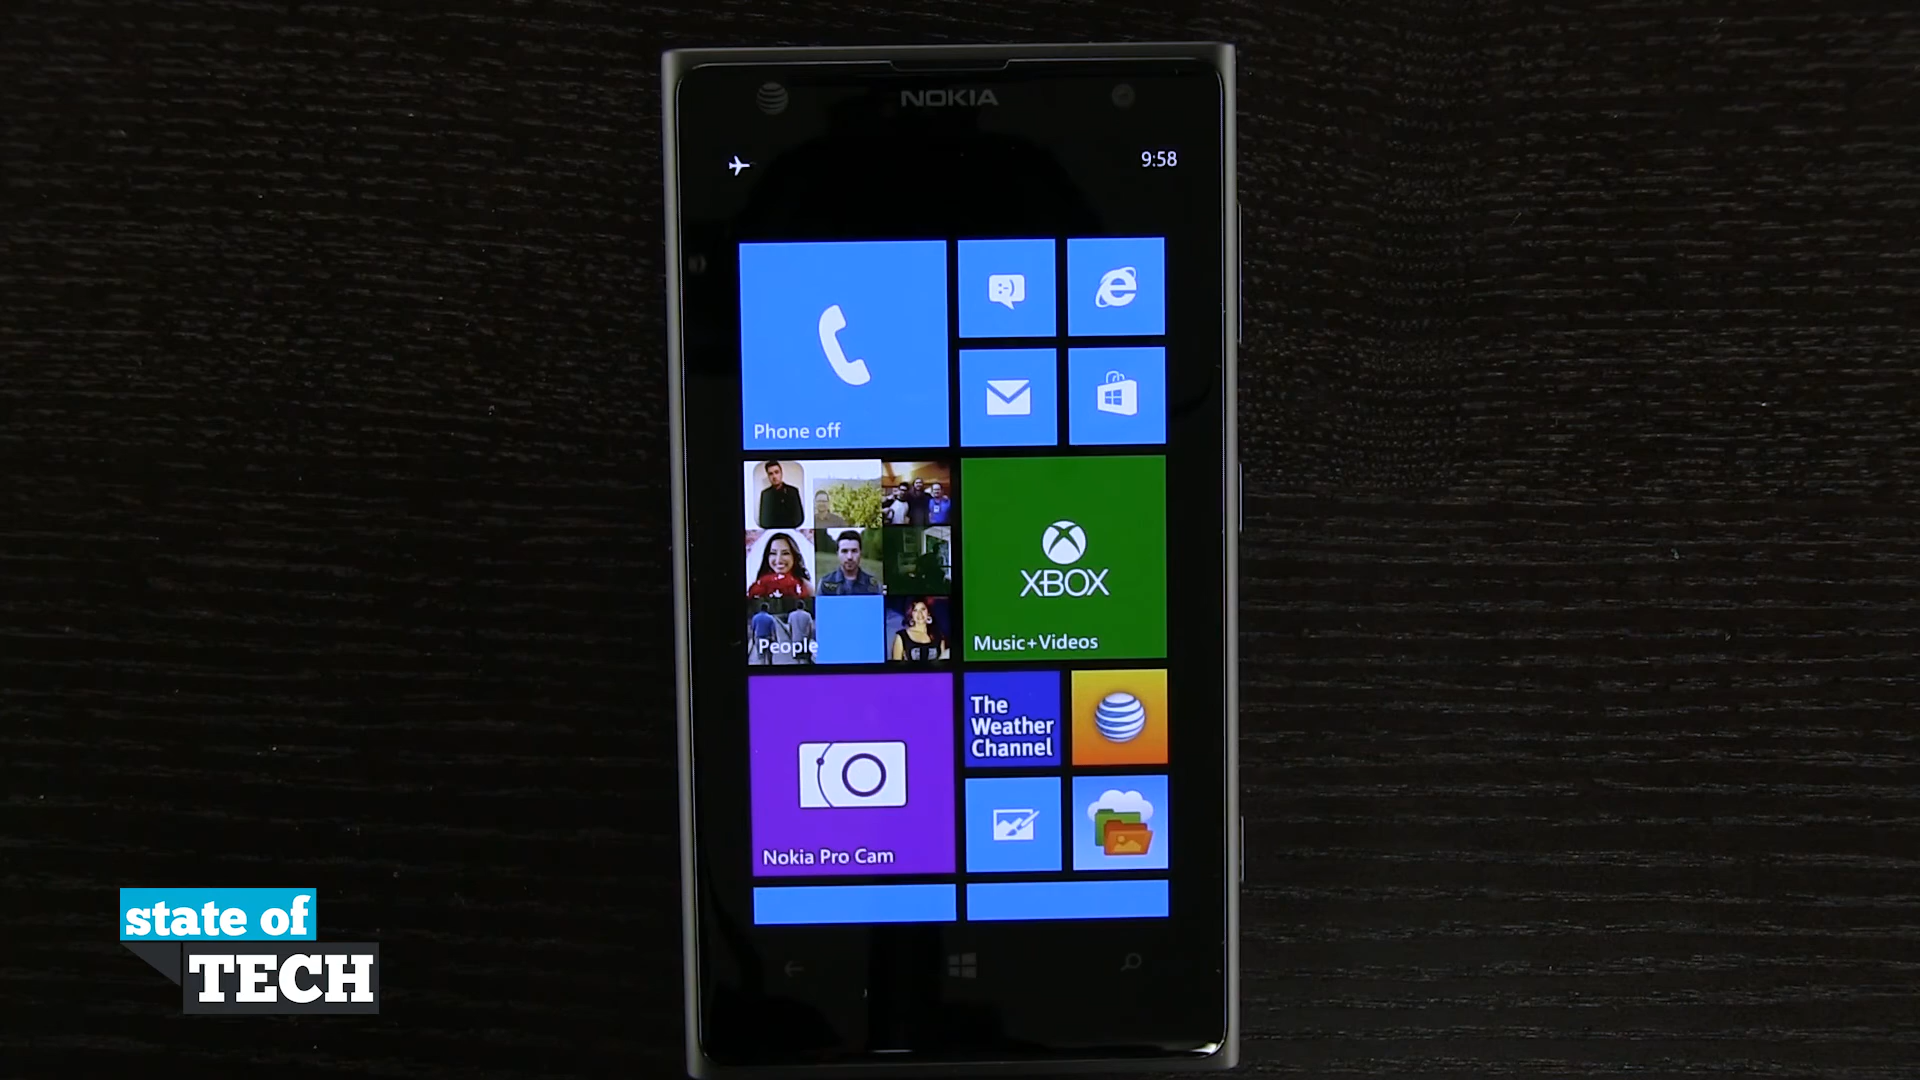 NOKIA
9:58
:-)
Phone off
People
XBOX
Music+Videos
The
Weather
Channel
Nokia Pro Cam
state of
TECH